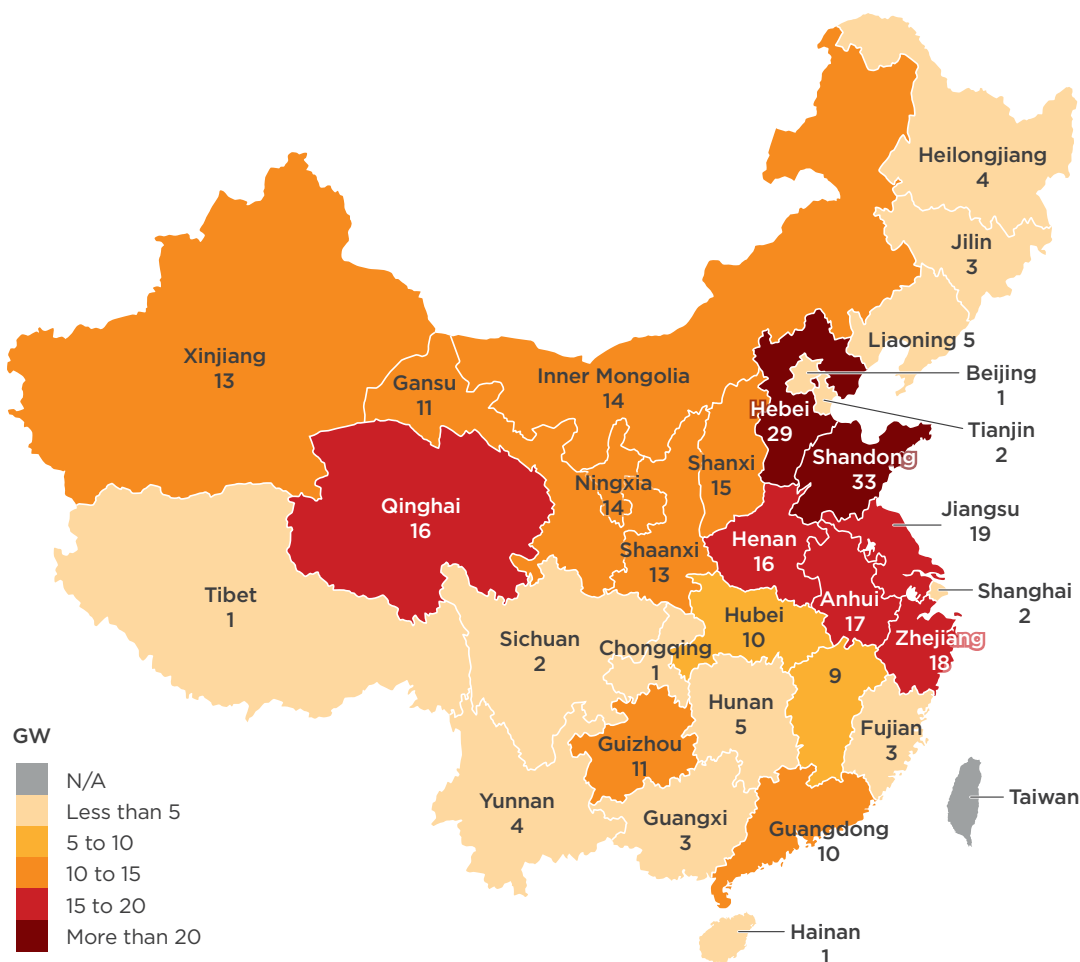 Heilongjiang
4
Jilin
3
Liaoning 5
Xinjiang
13
Gansu
11
Inner Mongolia
14
Beijing
1
Hebei
29
Tianjin
2
Shanxi
15
Shandong
33
Ningxia
14
Qinghai
16
Jiangsu
19
Henan
16
Shaanxi
13
Tibet
1
Anhui
17
Shanghai
2
Hubei
10
Zhejiang
18
Sichuan
2
Chongqing
1
9
Hunan
5
Fujian
3
Guizhou
11
Yunnan
4
Guangxi
3
Guangdong
10
Taiwan
Hainan
1
GW
N/A
Less than 5
5 to 10
10 to 15
15 to 20
More than 20